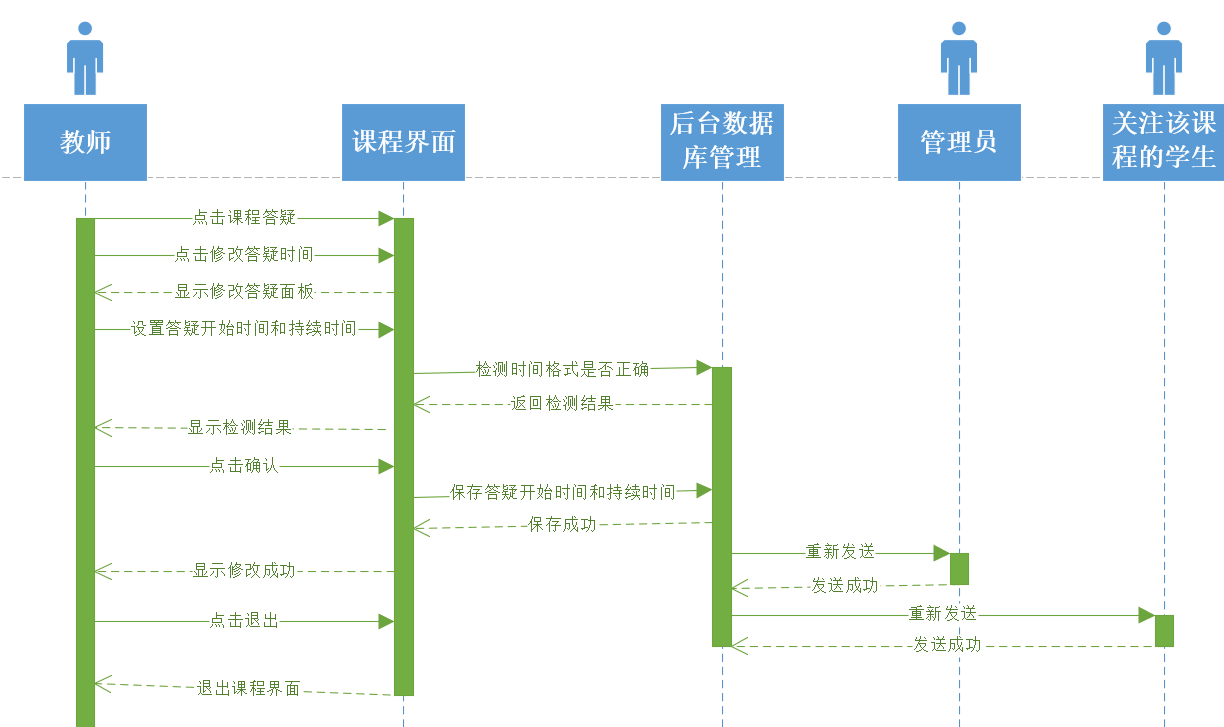 教师
课程界面
后台数据
库管理
管理员
关注该课
程的学生
点击课程答疑
点击修改答疑时间
显示修改答疑面板
设置答疑开始时间和持续时间
检测时间格式是否正确
返回检测结果
显示检测结果
点击确认
保存答疑开始时间和持续时间
保存成功
重新发送
显示修改成功
发送成功
重新发送
点击退出
发送成功
退出课程界面